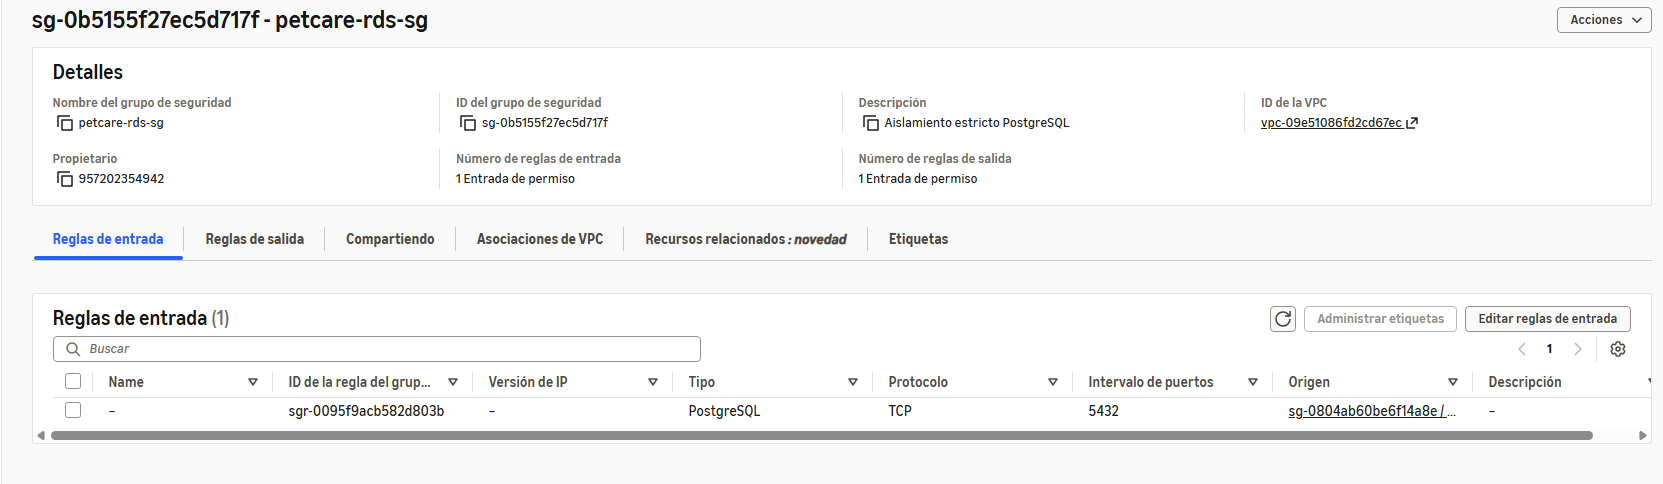 sg-0b5155f27ec5d717f - petcare-rds-sg
Acciones
Detalles
Nombre del grupo de seguridad
petcare-rds-sg
ID del grupo de seguridad
sg-0b5155f27ec5d717f
Descripción
Aislamiento estricto PostgreSQL
ID de la VPC
vpc-09e51086fd2cd67ec
Propietario
957202354942
Número de reglas de entrada
1 Entrada de permiso
Número de reglas de salida
1 Entrada de permiso
Reglas de entrada
Reglas de salida
Compartiendo
Asociaciones de VPC
Recursos relacionados : novedad
Etiquetas
Reglas de entrada (1)
Administrar etiquetas
Editar reglas de entrada
Buscar
1
Name ID de la regla del grup... Versión de IP Tipo Protocolo Intervalo de puertos Origen Descripción
– sgr-0095f9acb582d803b – PostgreSQL TCP 5432 sg-0804ab60be6f14a8e / ... –